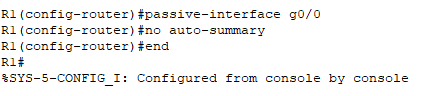 R1(config-router)#passive-interface g0/0
R1(config-router)#no auto-summary
R1(config-router)#end
R1#
%SYS-5-CONFIG_I: Configured from console by console